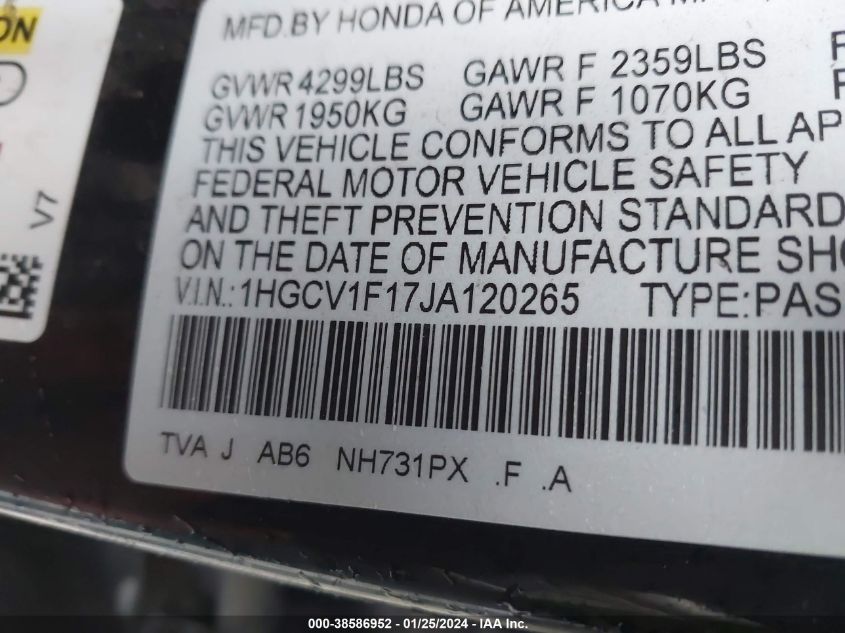 ON
V7
MFD.BY HONDA OF AMERICA
GVWR 4299LBS GAWR F 2359LBS
GVWR 1950KG GAWR F 1070KG
THIS VEHICLE CONFORMS TO ALL AP
FEDERAL MOTOR VEHICLE SAFETY
AND THEFT PREVENTION STANDARD
ON THE DATE OF MANUFACTURE SHO
V.I.N.:1HGCV1F17JA120265 TYPE:PAS
TVA J AB6 NH731PX .F .A
000-38586952 - 01/25/2024 - IAA Inc.